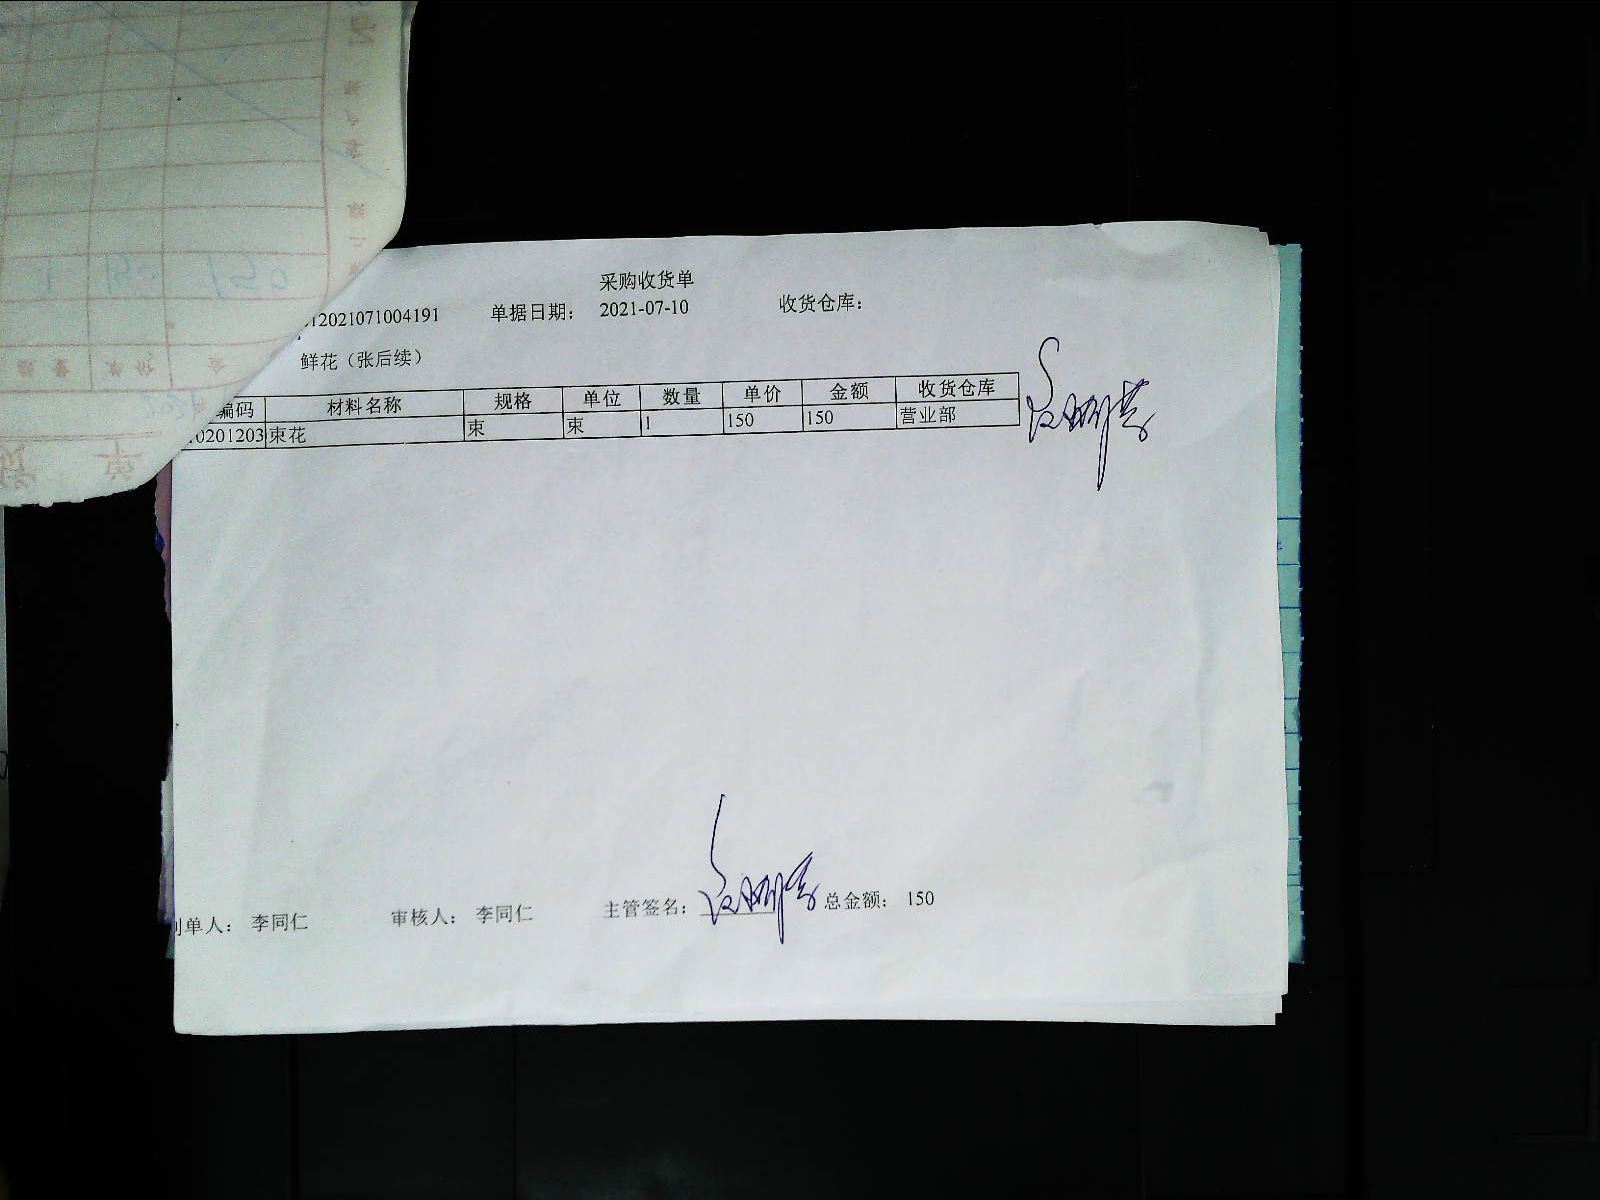 采购收货单
12021071004191 单据日期： 2021-07-10 收货仓库：
鲜花（张后续）
编码 材料名称 规格 单位 数量 单价 金额 收货仓库
0201203 束花 束 束 1 150 150 营业部
制单人： 李同仁 审核人： 李同仁 主管签名： 总金额： 150